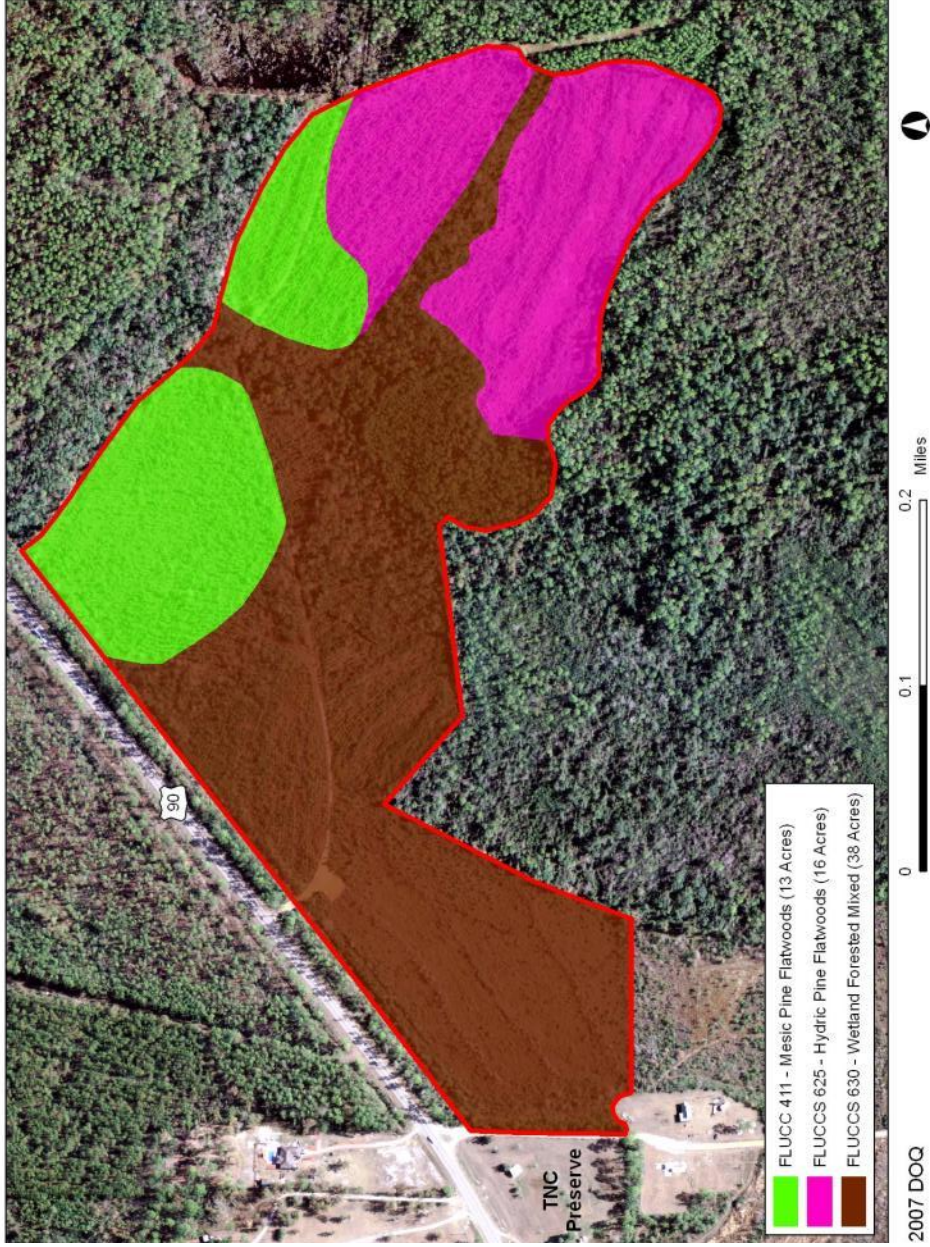 90
TNC
Preserve
FLUCC 411 - Mesic Pine Flatwoods (13 Acres)
FLUCCS 625 - Hydric Pine Flatwoods (16 Acres)
FLUCCS 630 - Wetland Forested Mixed (38 Acres)
2007 DOQ
0 0.1 0.2
Miles